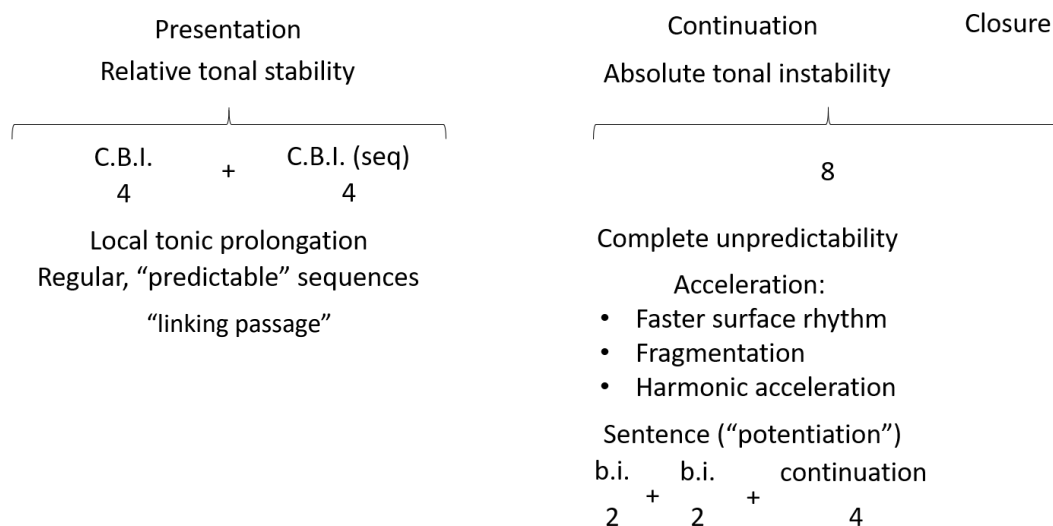 Presentation
Relative tonal stability
C.B.I. + C.B.I. (seq)
4 4
Local tonic prolongation
Regular, “predictable” sequences
“linking passage”
Continuation
Closure
Absolute tonal instability
8
Complete unpredictability
Acceleration:
• Faster surface rhythm
• Fragmentation
• Harmonic acceleration
Sentence (“potentiation”)
b.i. + b.i. + continuation
2 2 4